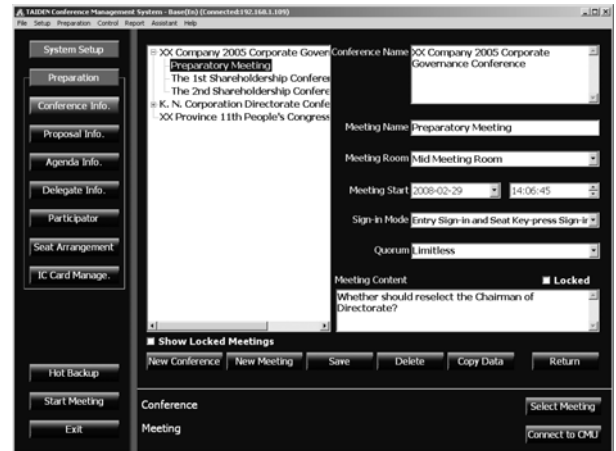 TAIDEN Conference Management System - Base(En) (Connected:192.168.1.109)
File Setup Preparation Control Report Assistant Help
System Setup
Preparation
Conference Info.
Proposal Info.
Agenda Info.
Delegate Info.
Participator
Seat Arrangement
IC Card Manage.
Hot Backup
Start Meeting
Exit
XX Company 2005 Corporate Gover
Preparatory Meeting
The 1st Shareholdership Confere
The 2nd Shareholdership Confere
K. N. Corporation Directorate Confe
XX Province 11th People's Congress
Show Locked Meetings
Conference Name XX Company 2005 Corporate
Governance Conference
Meeting Name Preparatory Meeting
Meeting Room Mid Meeting Room
Meeting Start 2008-02-29 14:06:45
Sign-in Mode Entry Sign-in and Seat Key-press Sign-ir
Quorum Limitless
Meeting Content Locked
Whether should reselect the Chairman of
Directorate?
New Conference New Meeting Save Delete Copy Data Return
Conference Select Meeting
Meeting Connect to CMU